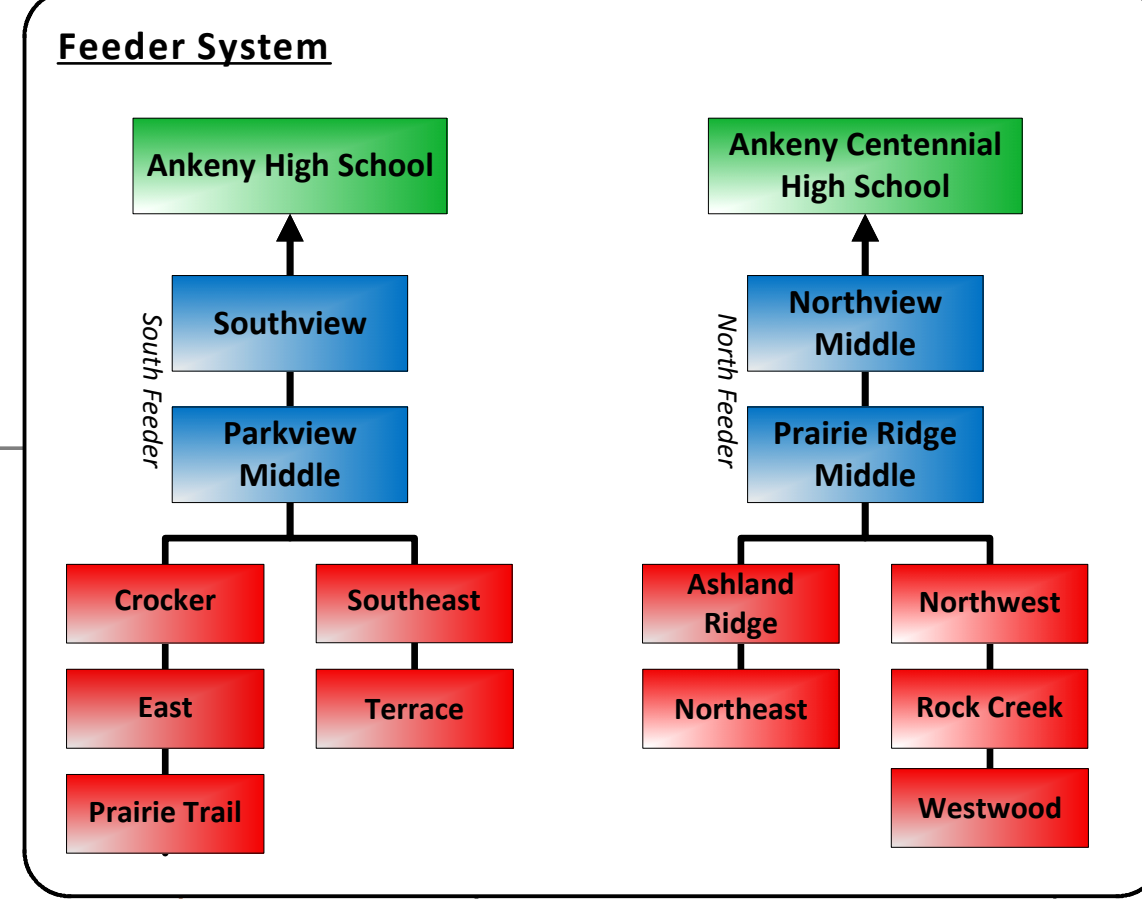 Feeder System
Ankeny High School
Ankeny Centennial
High School
South Feeder
Southview
North Feeder
Northview
Middle
Parkview
Middle
Prairie Ridge
Middle
Crocker
Southeast
Ashland
Ridge
Northwest
East
Terrace
Northeast
Rock Creek
Prairie Trail
Westwood